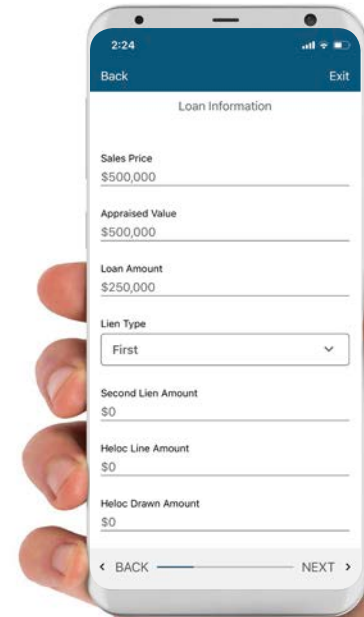 2:24
Back Exit
Loan Information
Sales Price
$500,000
Appraised Value
$500,000
Loan Amount
$250,000
Lien Type
First
Second Lien Amount
$0
Heloc Line Amount
$0
Heloc Drawn Amount
$0
BACK NEXT